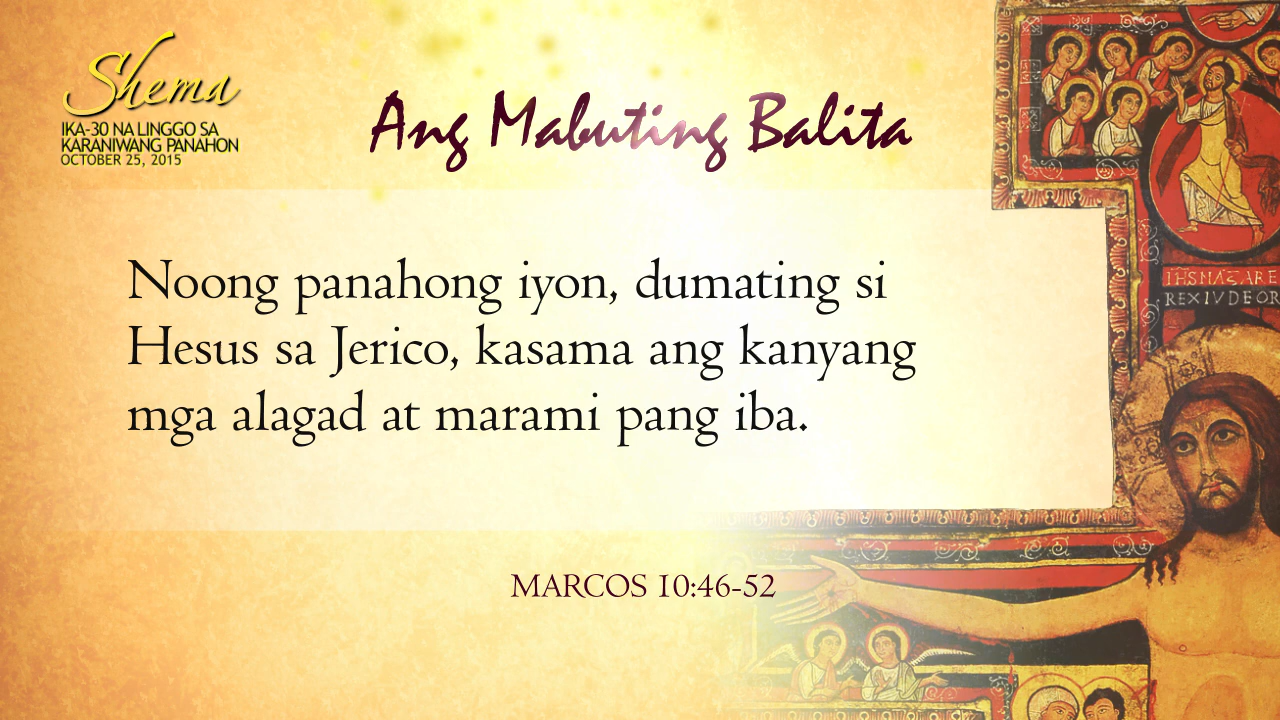 Shema
IKA-30 NA LINGGO SA
KARANIWANG PANAHON
OCTOBER 25, 2015
Ang Mabuting Balita
Noong panahong iyon, dumating si
Hesus sa Jerico, kasama ang kanyang
mga alagad at marami pang iba.
MARCOS 10:46-52
IHS NAZARE
REX IVDEOR